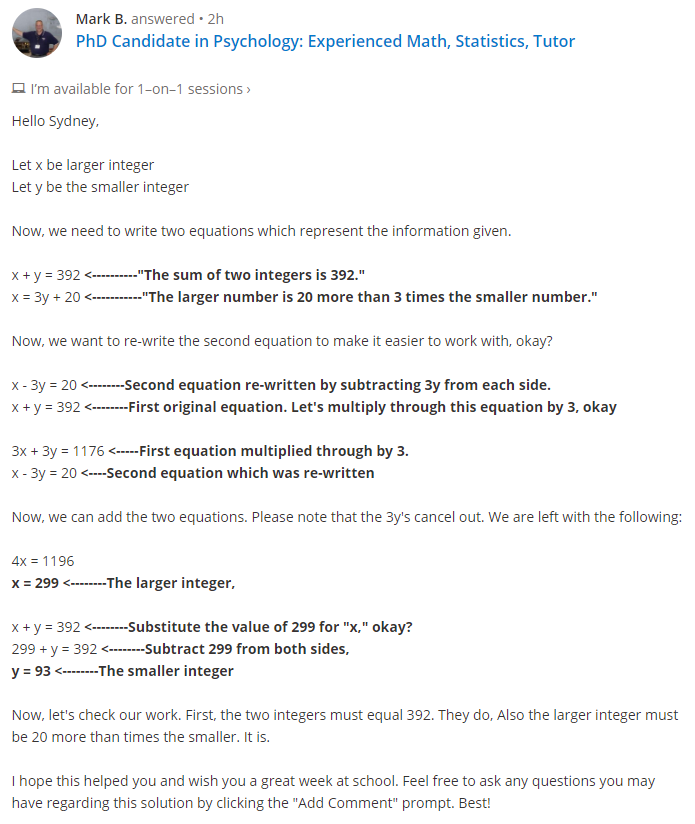 Mark B. answered • 2h
PhD Candidate in Psychology: Experienced Math, Statistics, Tutor
I’m available for 1–on–1 sessions ›
Hello Sydney,
Let x be larger integer
Let y be the smaller integer
Now, we need to write two equations which represent the information given.
x + y = 392 <----------"The sum of two integers is 392."
x = 3y + 20 <-----------"The larger number is 20 more than 3 times the smaller number."
Now, we want to re-write the second equation to make it easier to work with, okay?
x - 3y = 20 <--------Second equation re-written by subtracting 3y from each side.
x + y = 392 <--------First original equation. Let's multiply through this equation by 3, okay
3x + 3y = 1176 <-----First equation multiplied through by 3.
x - 3y = 20 <----Second equation which was re-written
Now, we can add the two equations. Please note that the 3y's cancel out. We are left with the following:
4x = 1196
x = 299 <--------The larger integer,
x + y = 392 <--------Substitute the value of 299 for "x," okay?
299 + y = 392 <--------Subtract 299 from both sides,
y = 93 <--------The smaller integer
Now, let's check our work. First, the two integers must equal 392. They do, Also the larger integer must
be 20 more than times the smaller. It is.
I hope this helped you and wish you a great week at school. Feel free to ask any questions you may
have regarding this solution by clicking the "Add Comment" prompt. Best!